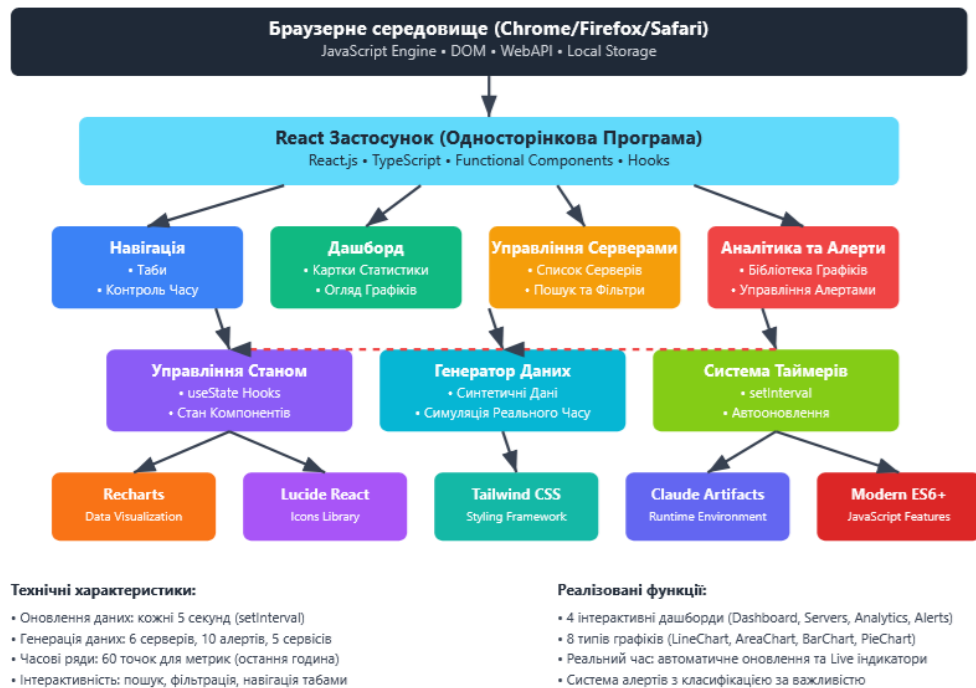 Браузерне середовище (Chrome/Firefox/Safari)
JavaScript Engine • DOM • WebAPI • Local Storage
React Застосунок (Односторінкова Програма)
React.js • TypeScript • Functional Components • Hooks
Навігація
• Таби
• Контроль Часу
Дашборд
• Картки Статистики
• Огляд Графіків
Управління Серверами
• Список Серверів
• Пошук та Фільтри
Аналітика та Алерти
• Бібліотека Графіків
• Управління Алертами
Управління Станом
• useState Hooks
• Стан Компонентів
Генератор Даних
• Синтетичні Дані
• Симуляція Реального Часу
Система Таймерів
• setInterval
• Автооновлення
Recharts
Data Visualization
Lucide React
Icons Library
Tailwind CSS
Styling Framework
Claude Artifacts
Runtime Environment
Modern ES6+
JavaScript Features
Технічні характеристики:
• Оновлення даних: кожні 5 секунд (setInterval)
• Генерація даних: 6 серверів, 10 алертів, 5 сервісів
• Часові ряди: 60 точок для метрик (остання година)
• Інтерактивність: пошук, фільтрація, навігація табами
Реалізовані функції:
• 4 інтерактивні дашборди (Dashboard, Servers, Analytics, Alerts)
• 8 типів графіків (LineChart, AreaChart, BarChart, PieChart)
• Реальний час: автоматичне оновлення та Live індикатори
• Система алертів з класифікацією за важливістю